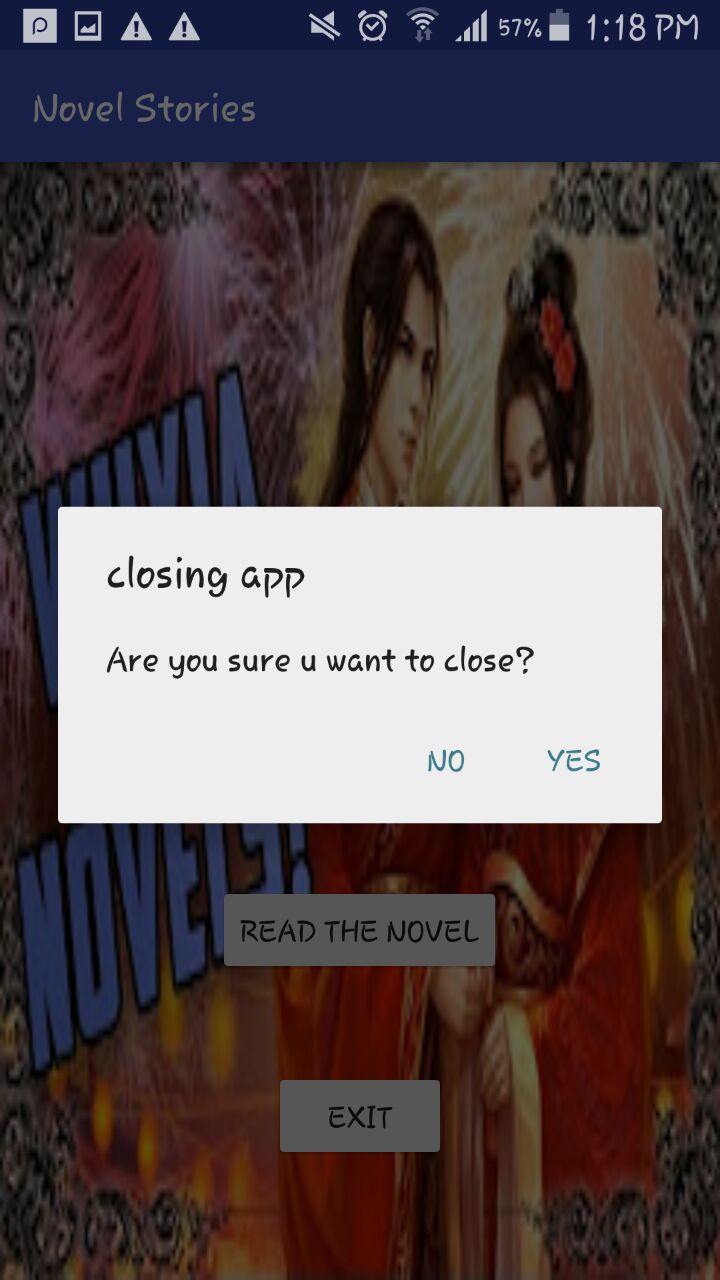 57% 1:18 PM
Novel Stories
WUXIA
closing app
Are you sure u want to close?
NO YES
NOVELS!
READ THE NOVEL
EXIT